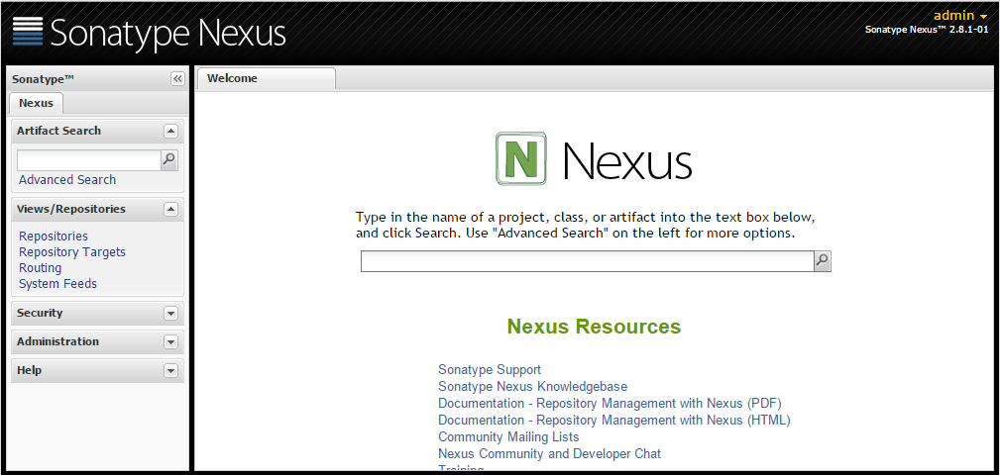 Sonatype Nexus
admin
Sonatype Nexus™ 2.8.1-01
Sonatype™
Nexus
Artifact Search
Advanced Search
Views/Repositories
Repositories
Repository Targets
Routing
System Feeds
Security
Administration
Help
Welcome
N Nexus
Type in the name of a project, class, or artifact into the text box below,
and click Search. Use "Advanced Search" on the left for more options.
Nexus Resources
Sonatype Support
Sonatype Nexus Knowledgebase
Documentation - Repository Management with Nexus (PDF)
Documentation - Repository Management with Nexus (HTML)
Community Mailing Lists
Nexus Community and Developer Chat
Training